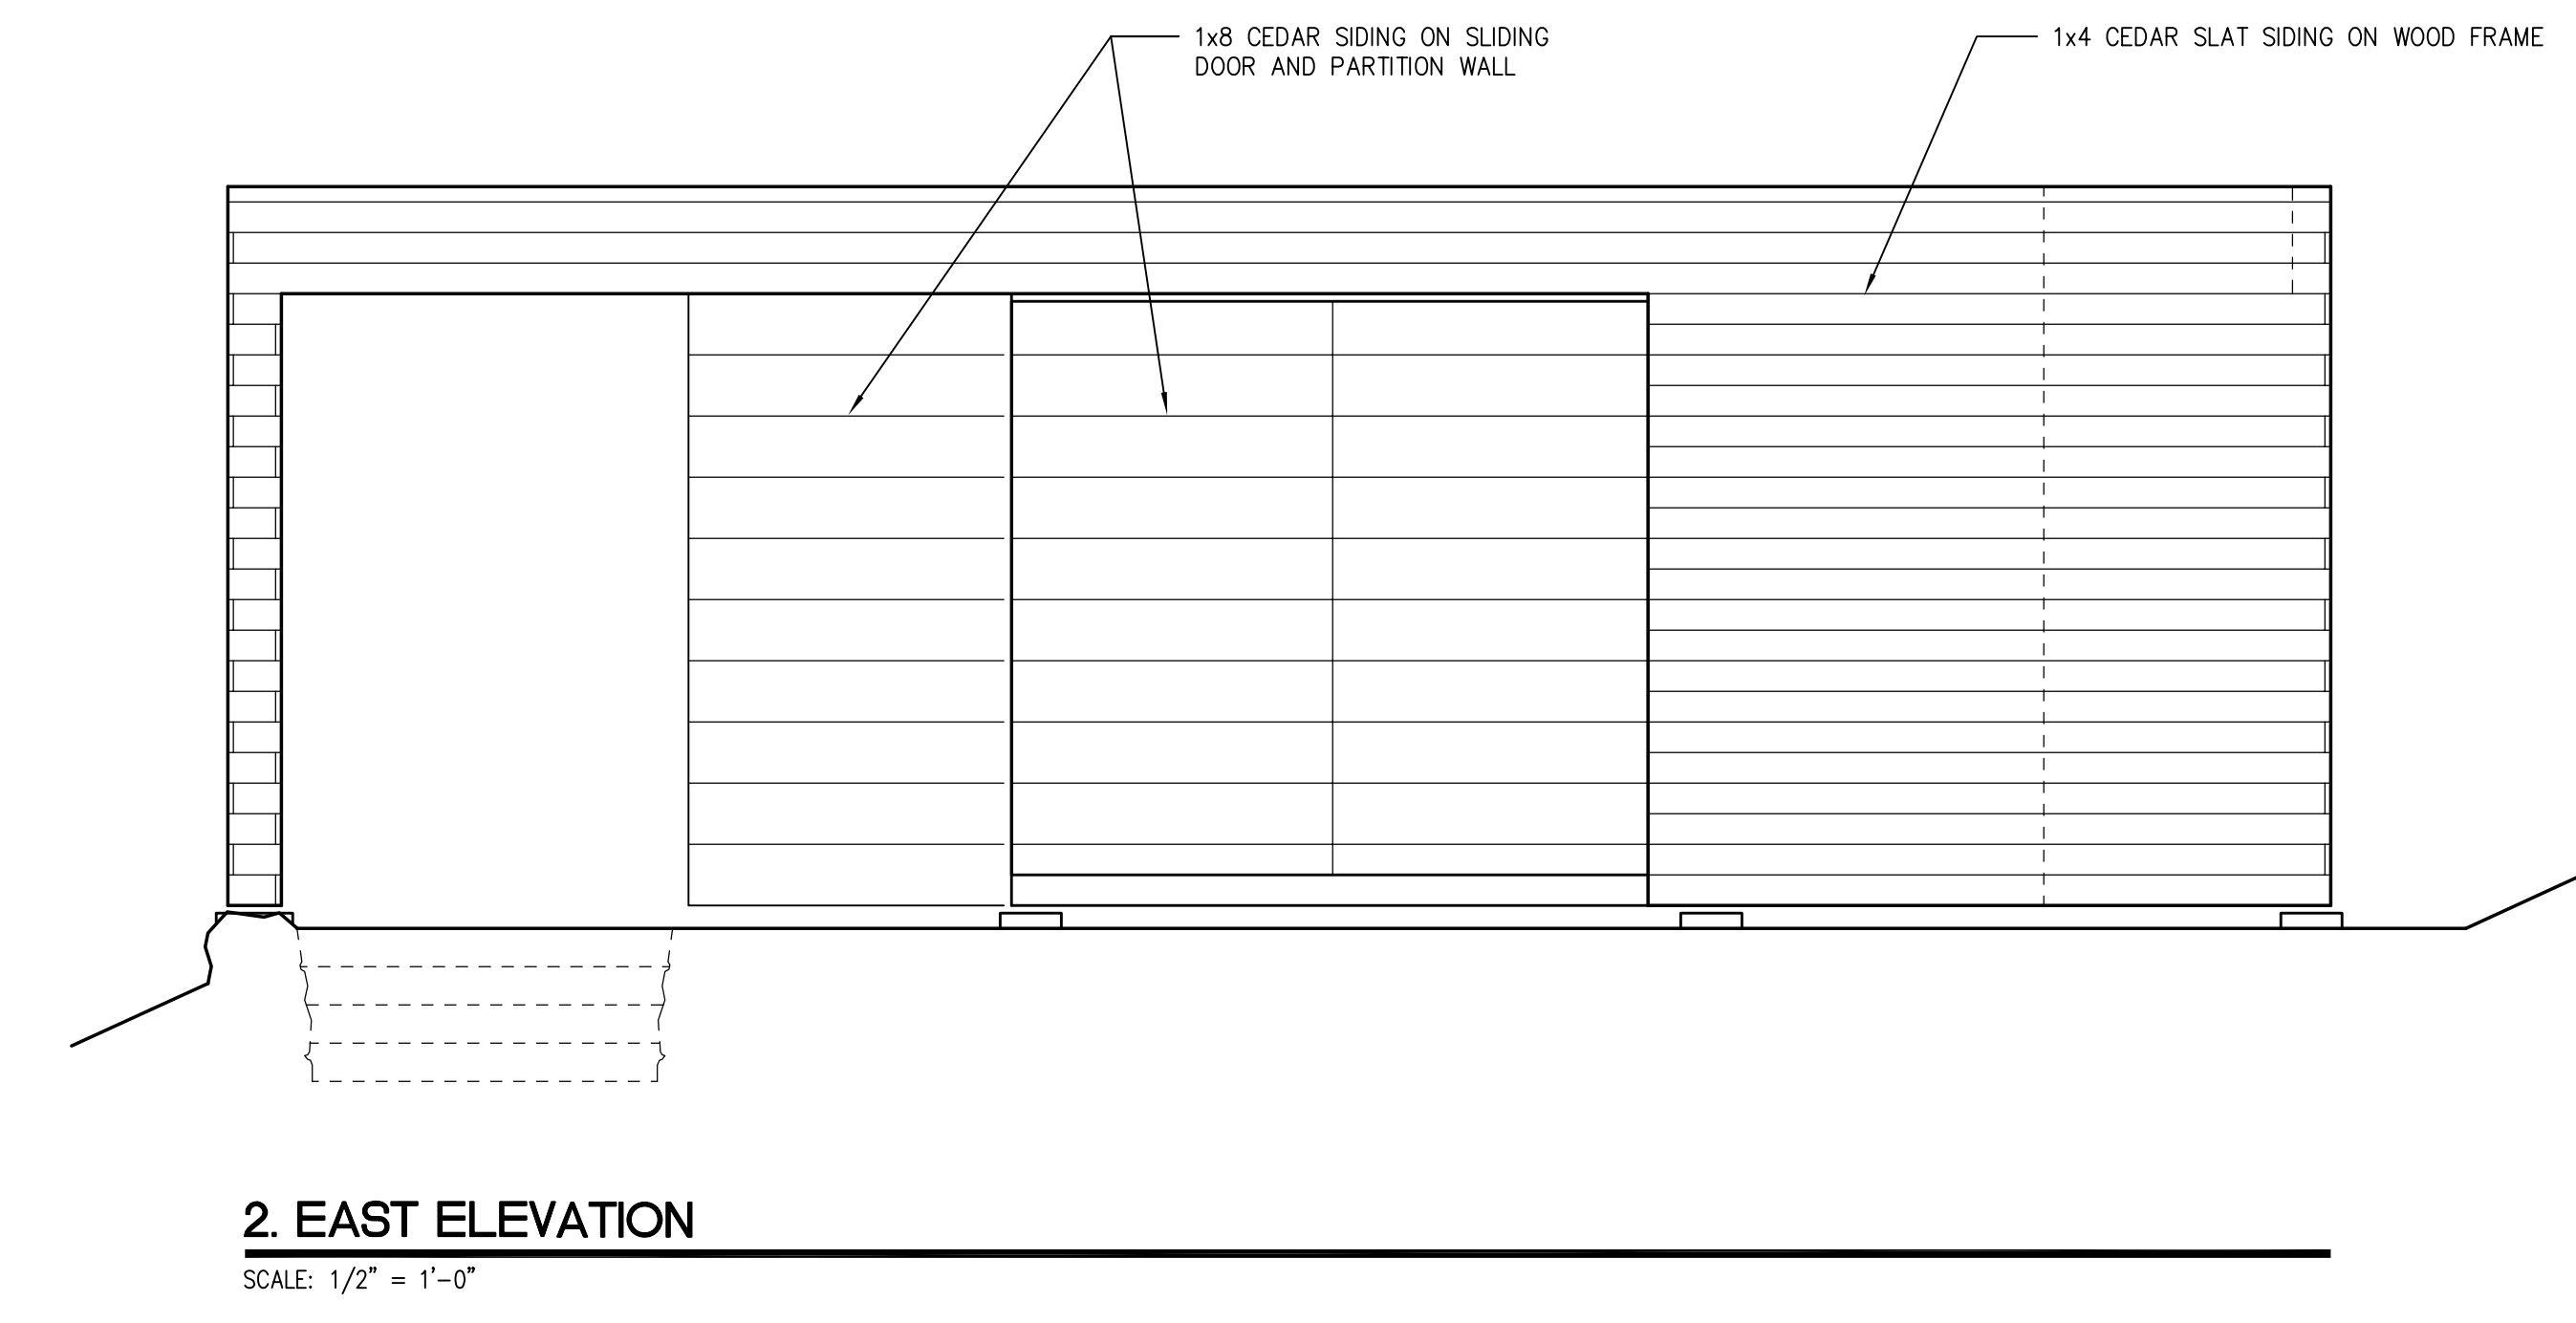 1x8 CEDAR SIDING ON SLIDING
DOOR AND PARTITION WALL
1x4 CEDAR SLAT SIDING ON WOOD FRAME
2. EAST ELEVATION
SCALE: 1/2" = 1'-0"